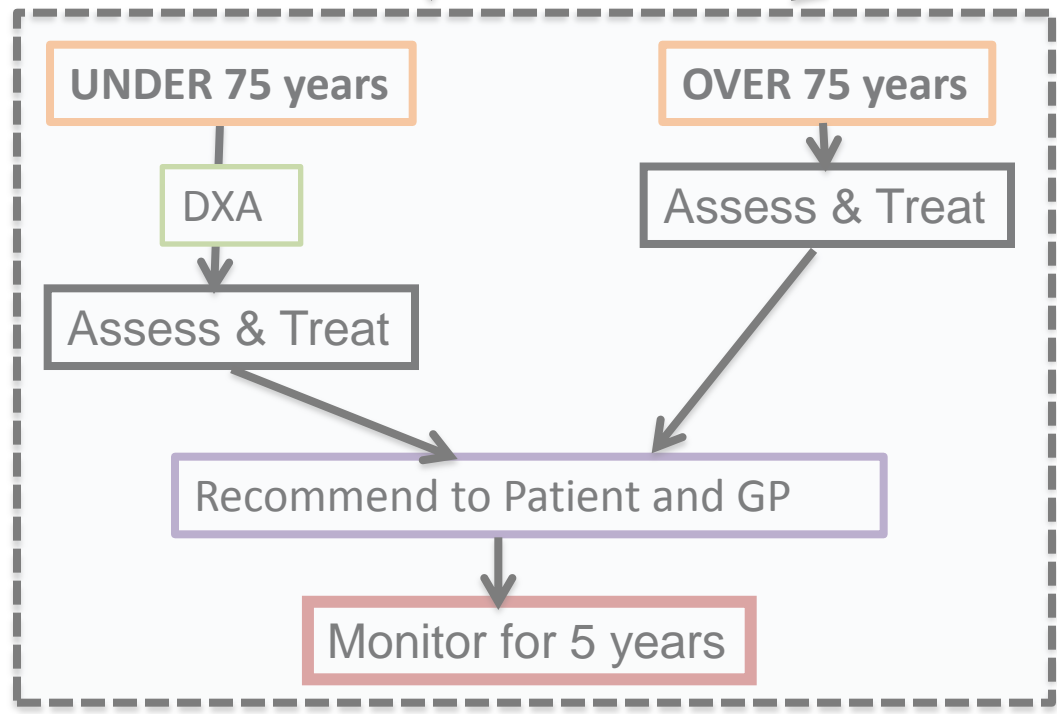 UNDER 75 years
OVER 75 years
DXA
Assess & Treat
Assess & Treat
Recommend to Patient and GP
Monitor for 5 years